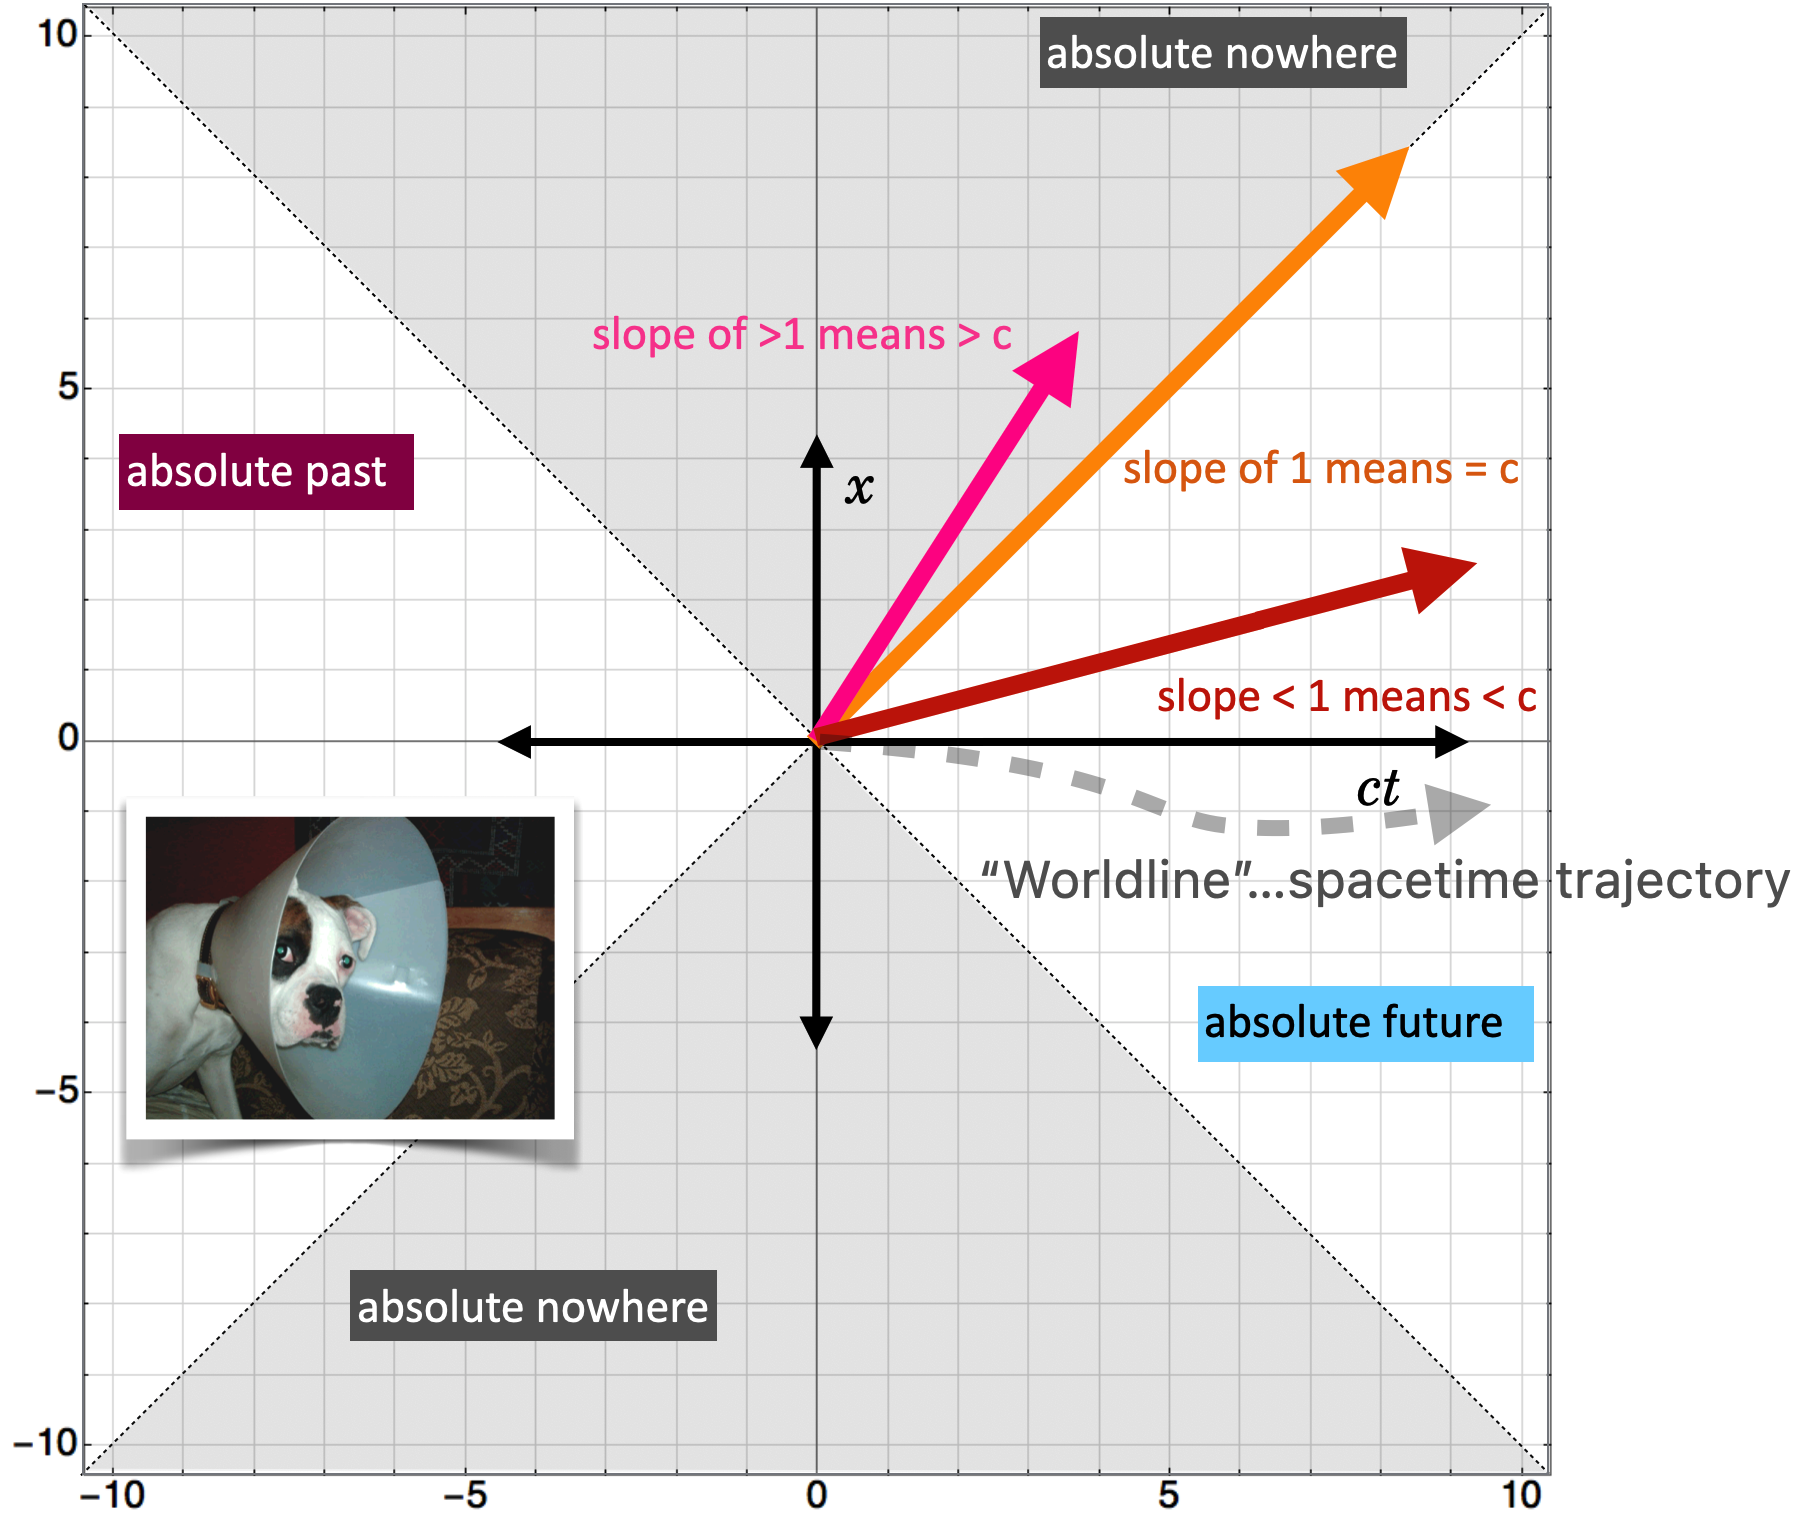 10
absolute nowhere
slope of >1 means > c
5
absolute past
slope of 1 means = c
x
slope < 1 means < c
0
ct
“Worldline”...spacetime trajectory
absolute future
−5
absolute nowhere
−10
−10 −5 0 5 10